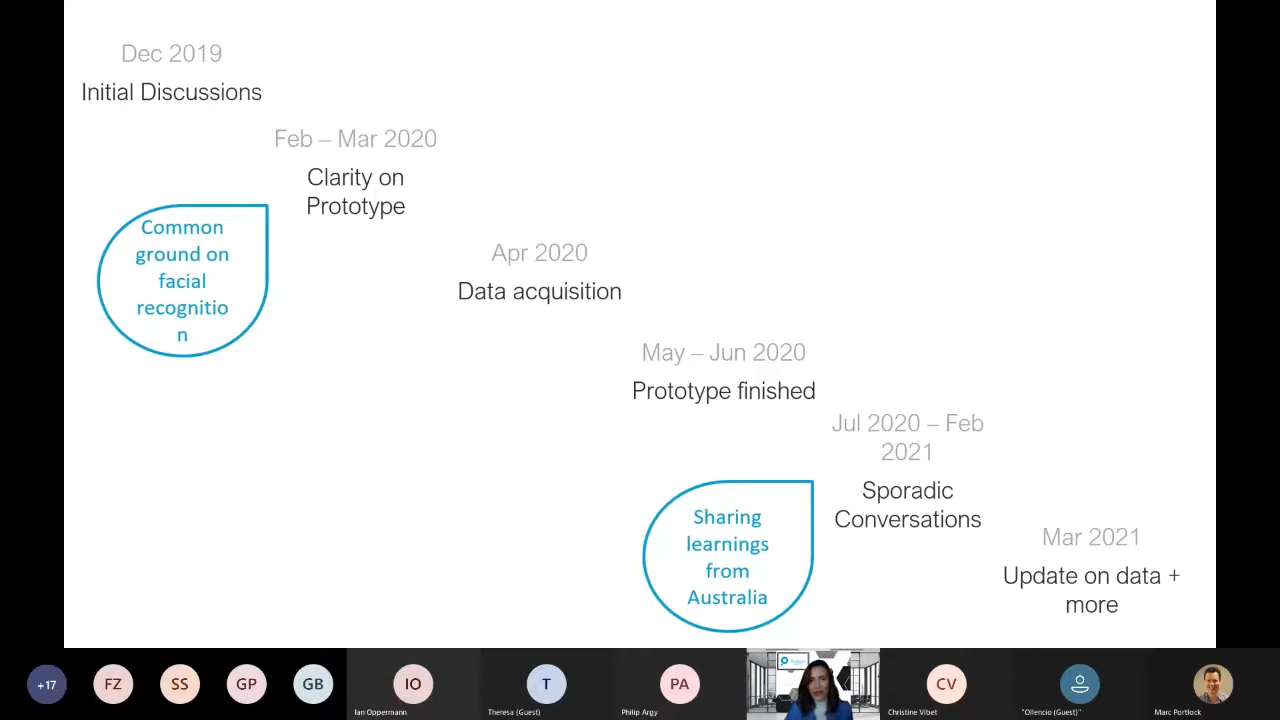 Dec 2019
Initial Discussions
Feb – Mar 2020
Clarity on
Prototype
Common
ground on
facial
recognitio
n
Apr 2020
Data acquisition
May – Jun 2020
Prototype finished
Jul 2020 – Feb
2021
Sporadic
Conversations
Sharing
learnings
from
Australia
Mar 2021
Update on data +
more
+17
FZ
SS
GP
GB
IO
Ian Oppermann
T
Theresa (Guest)
PA
Philip Argy
CV
Christine Vibet
"Ollencio (Guest)"
Marc Portlock